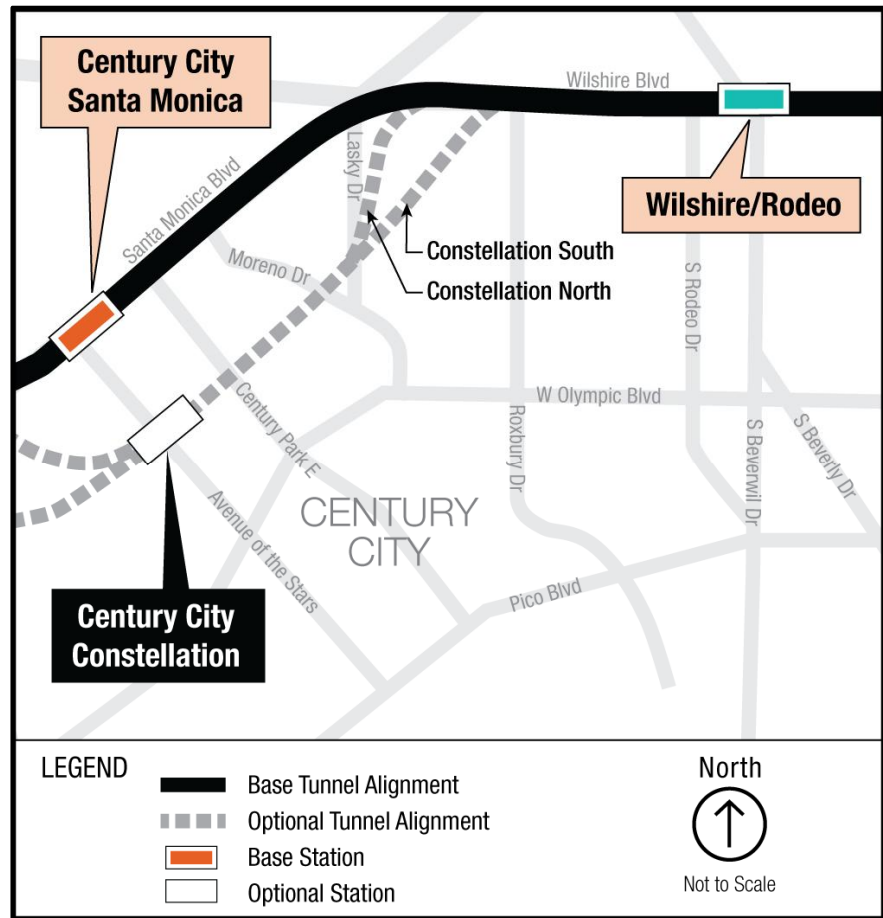 Century City
Santa Monica
Wilshire Blvd
Wilshire/Rodeo
Lasky Dr
Santa Monica Blvd
Moreno Dr
Constellation South
Constellation North
S Rodeo Dr
Century Park E
W Olympic Blvd
Roxbury Dr
S Beverwil Dr
S Beverly Dr
Avenue of the Stars
CENTURY
CITY
Pico Blvd
Century City
Constellation
LEGEND
Base Tunnel Alignment
Optional Tunnel Alignment
Base Station
Optional Station
North
Not to Scale